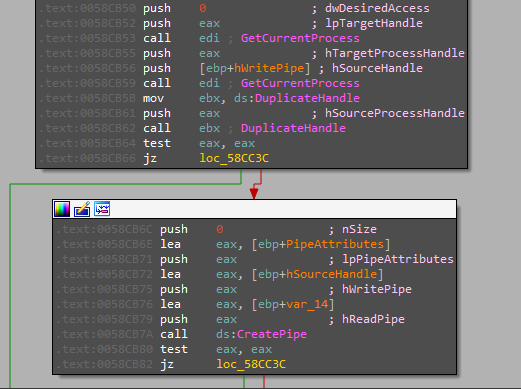 .text:0058CB50 push 0 ; dwDesiredAccess
.text:0058CB52 push eax ; lpTargetHandle
.text:0058CB53 call edi ; GetCurrentProcess
.text:0058CB55 push eax ; hTargetProcessHandle
.text:0058CB56 push [ebp+hWritePipe] ; hSourceHandle
.text:0058CB59 call edi ; GetCurrentProcess
.text:0058CB5B mov ebx, ds:DuplicateHandle
.text:0058CB61 push eax ; hSourceProcessHandle
.text:0058CB62 call ebx ; DuplicateHandle
.text:0058CB64 test eax, eax
.text:0058CB66 jz loc_58CC3C
.text:0058CB6C push 0 ; nSize
.text:0058CB6E lea eax, [ebp+PipeAttributes]
.text:0058CB71 push eax ; lpPipeAttributes
.text:0058CB72 lea eax, [ebp+hSourceHandle]
.text:0058CB75 push eax ; hWritePipe
.text:0058CB76 lea eax, [ebp+var_14]
.text:0058CB79 push eax ; hReadPipe
.text:0058CB7A call ds:CreatePipe
.text:0058CB80 test eax, eax
.text:0058CB82 jz loc_58CC3C